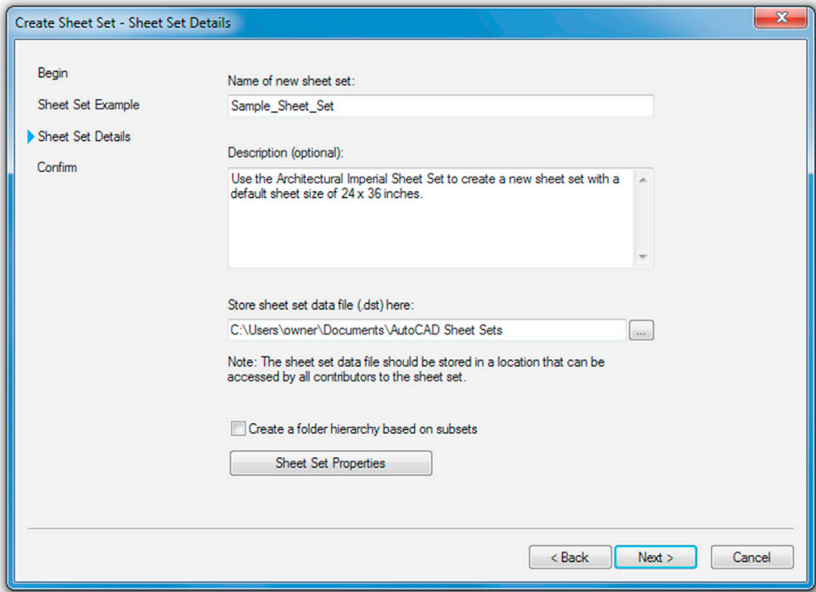 Create Sheet Set - Sheet Set Details
Begin
Sheet Set Example
Sheet Set Details
Confirm
Name of new sheet set:
Sample_Sheet_Set
Description (optional):
Use the Architectural Imperial Sheet Set to create a new sheet set with a
default sheet size of 24 x 36 inches.
Store sheet set data file (.dst) here:
C:\Users\owner\Documents\AutoCAD Sheet Sets
...
Note: The sheet set data file should be stored in a location that can be
accessed by all contributors to the sheet set.
Create a folder hierarchy based on subsets
Sheet Set Properties
< Back
Next >
Cancel